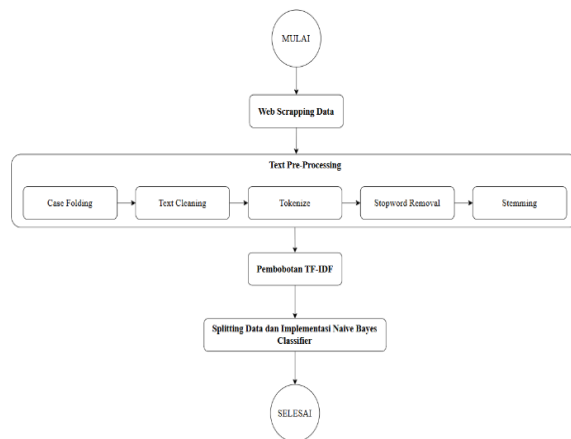 MULAI
Web Scrapping Data
Text Pre-Processing
Case Folding
Text Cleaning
Tokenize
Stopword Removal
Stemming
Pembobotan TF-IDF
Splitting Data dan Implementasi Naive Bayes
Classifier
SELESAI